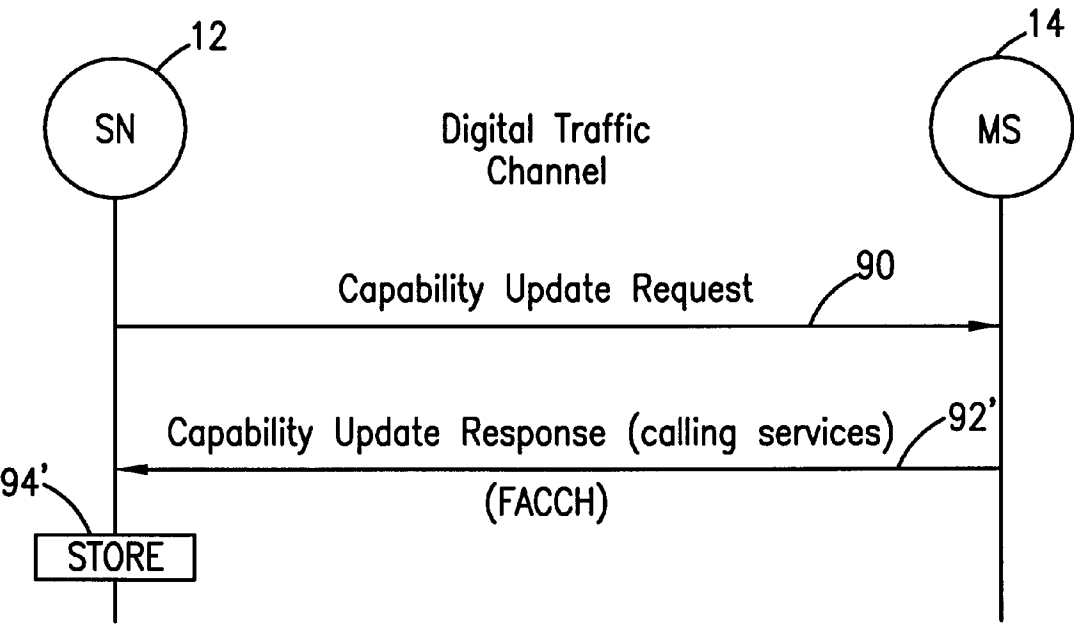 12
14
SN
MS
Digital Traffic
Channel
90
Capability Update Request
92'
Capability Update Response (calling services)
94'
(FACCH)
STORE